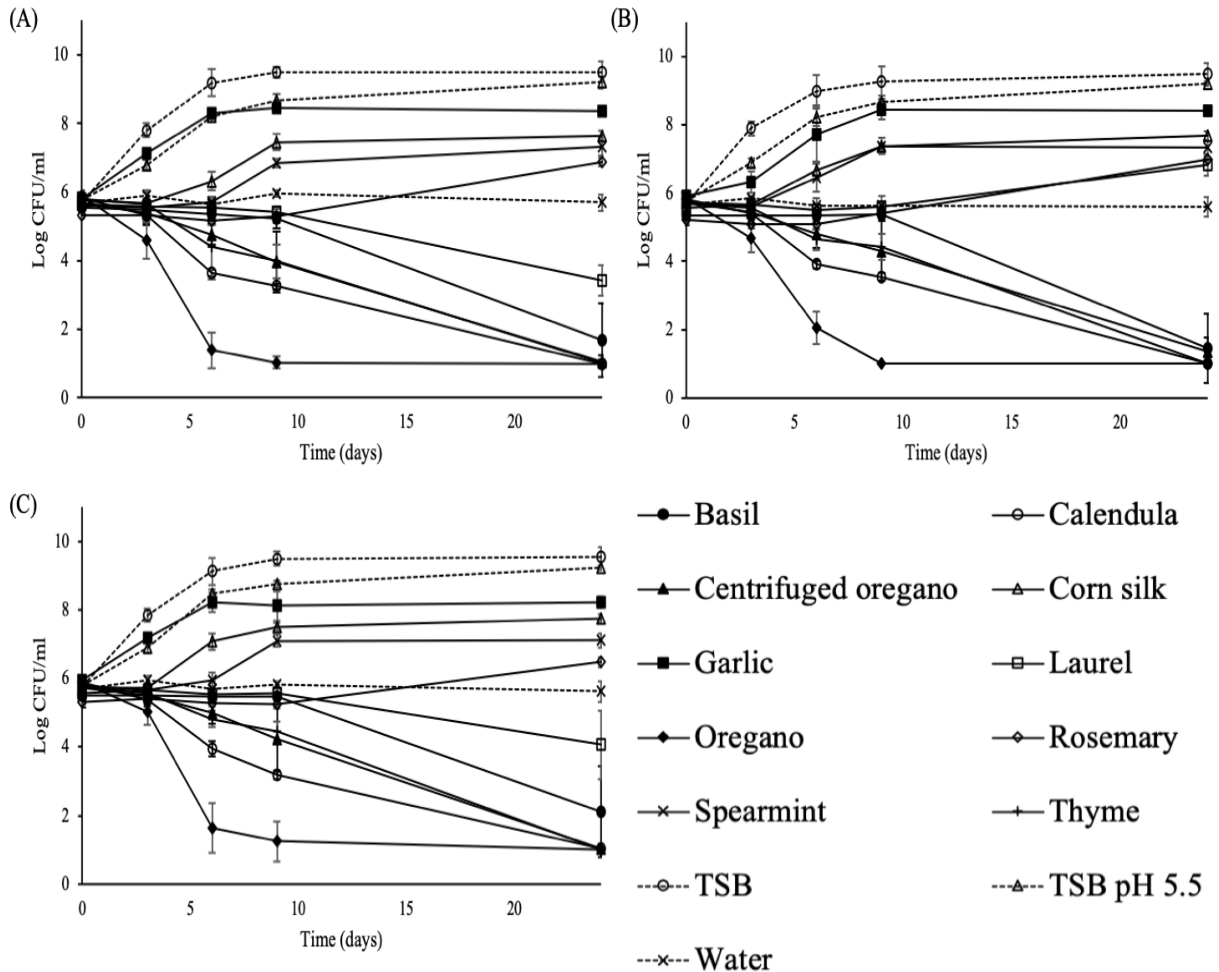 (A)
10
8
6
4
2
0
Log CFU/ml
0 5 10 15 20
Time (days)
(B)
10
8
6
4
2
0
Log CFU/ml
0 5 10 15 20
Time (days)
(C)
10
8
6
4
2
0
Log CFU/ml
0 5 10 15 20
Time (days)
Basil Calendula
Centrifuged oregano Corn silk
Garlic Laurel
Oregano Rosemary
Spearmint Thyme
TSB TSB pH 5.5
Water